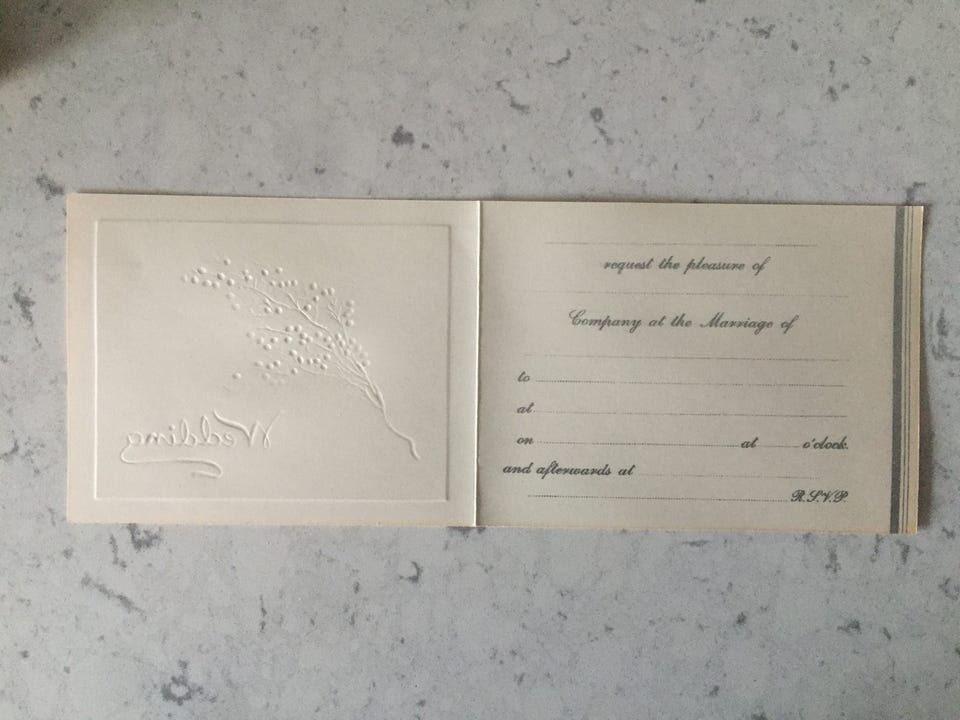 Wedding
request the pleasure of
Company at the Marriage of
to
at
on at o'clock.
and afterwards at
R.S.V.P.